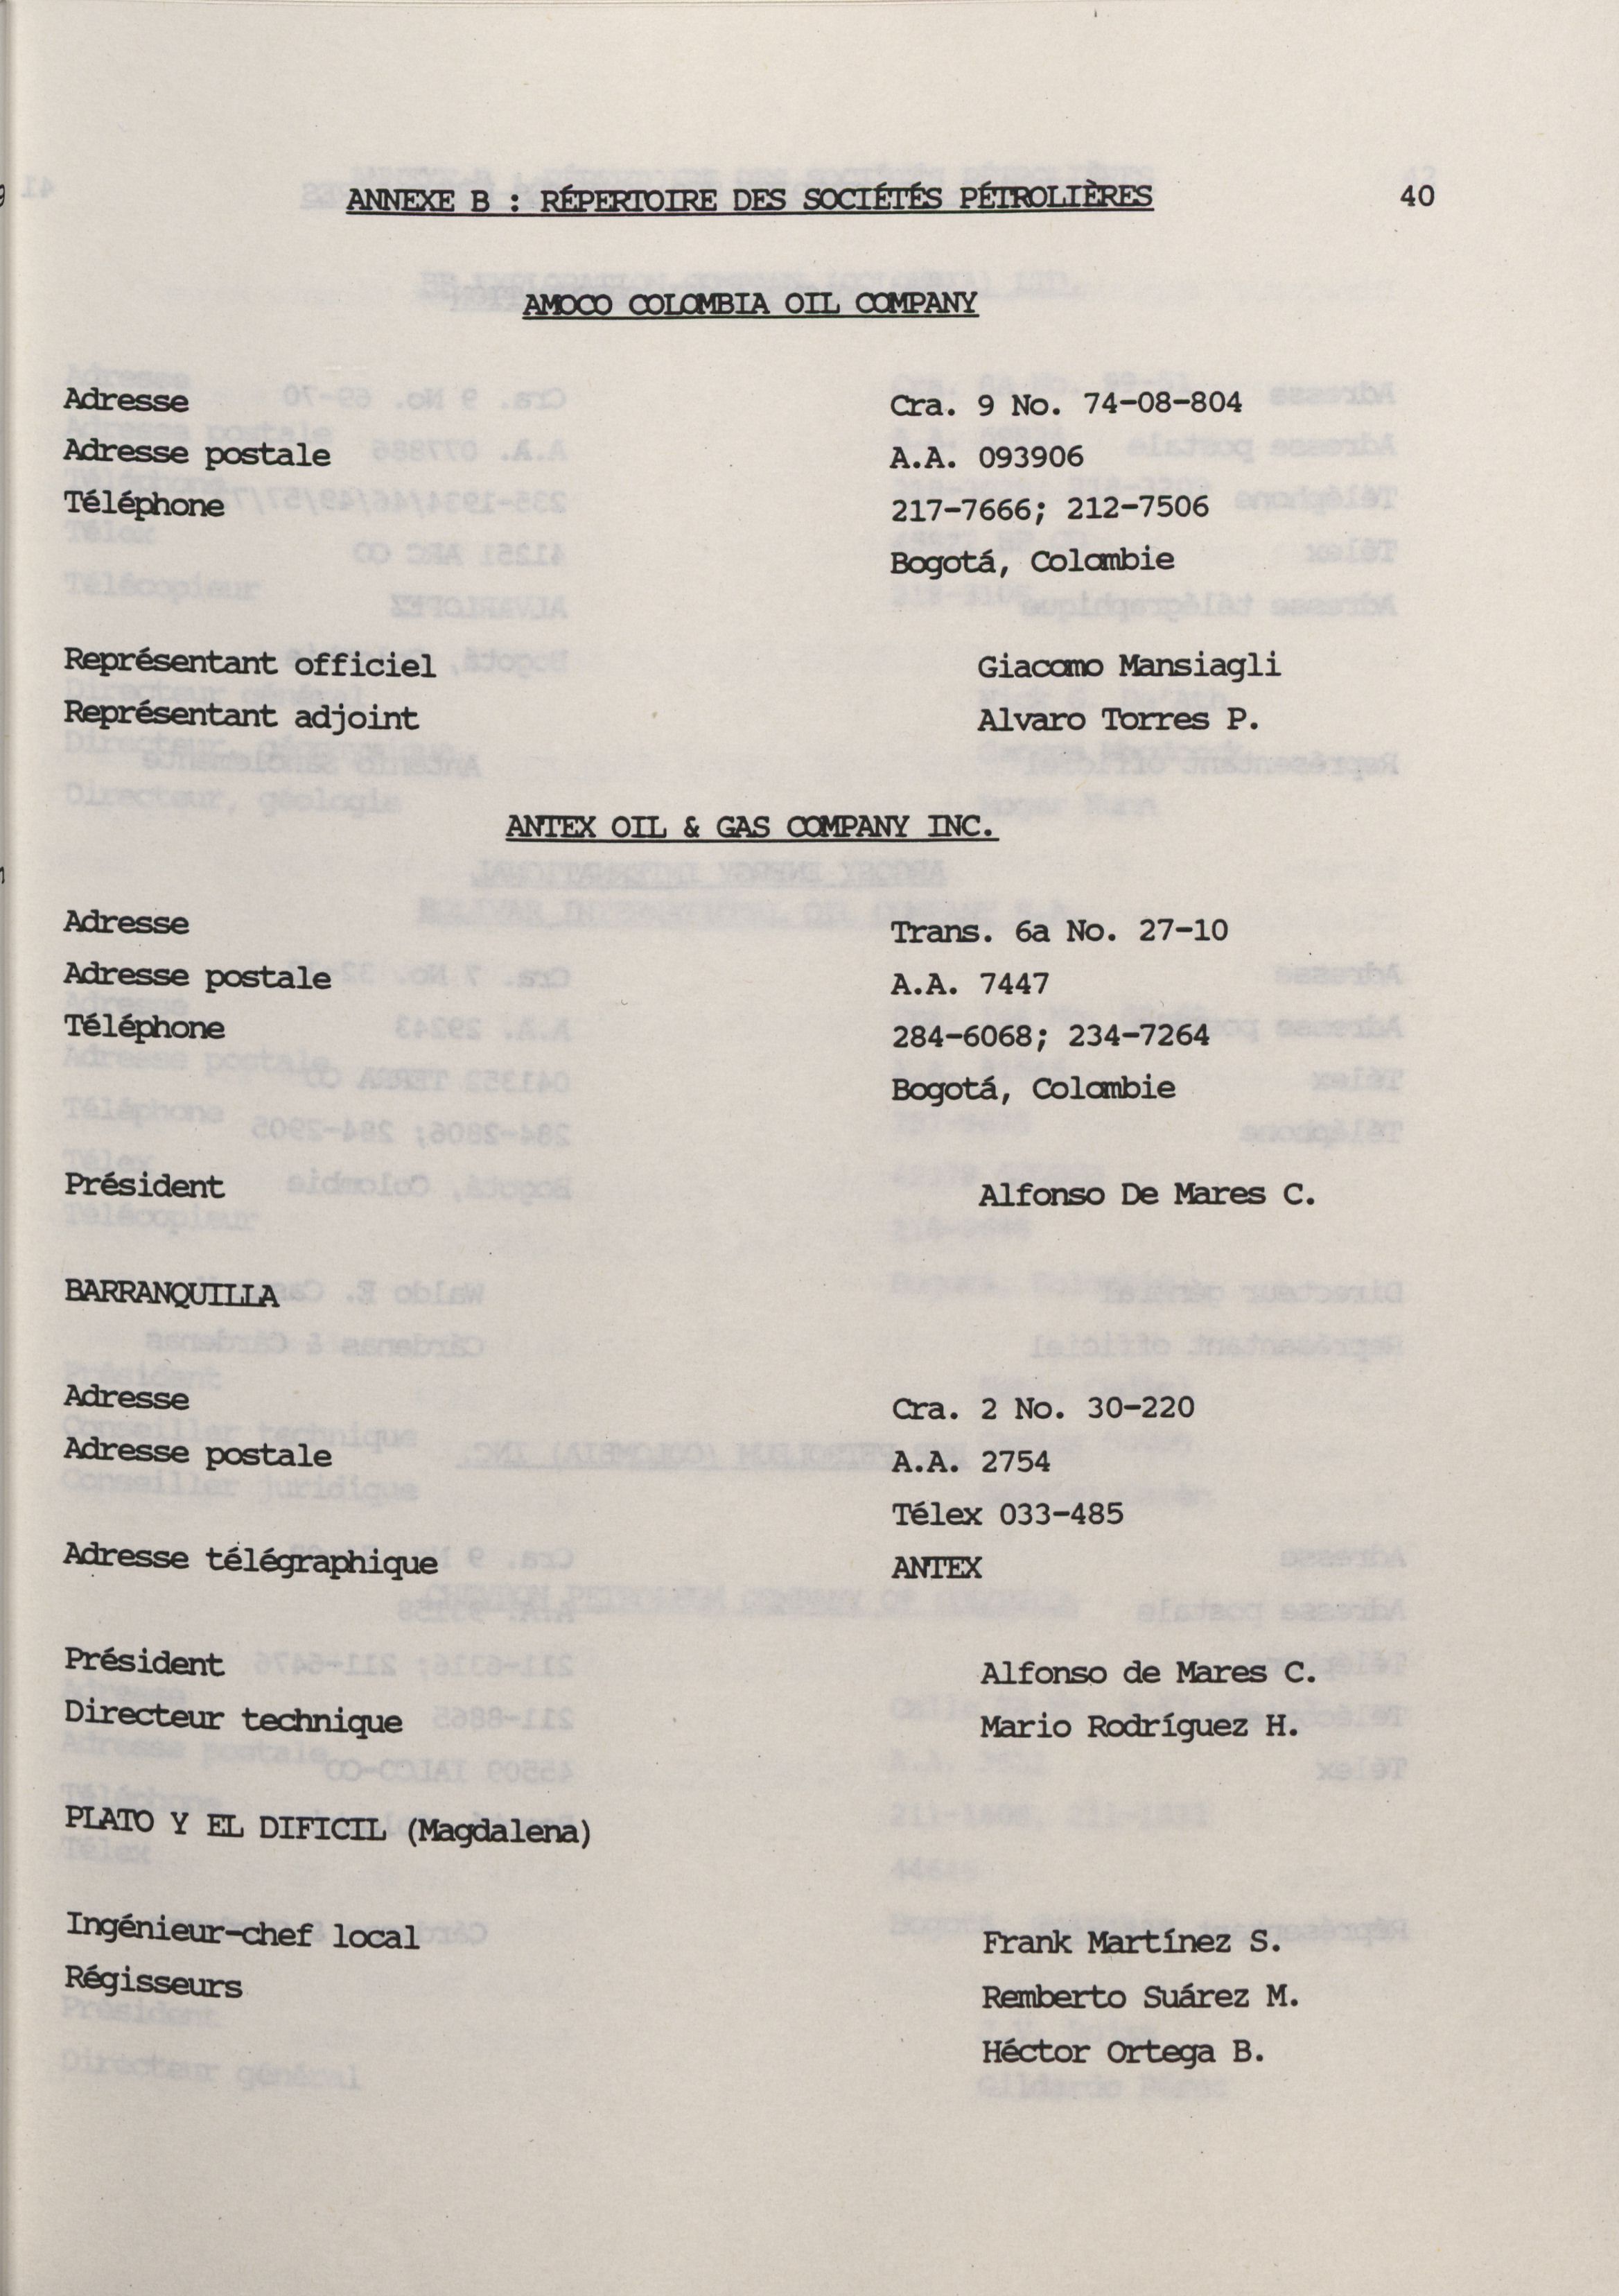 ANNEXE B : RÉPERTOIRE DES SOCIÉTÉS PÉTROLIÈRES 40
AMOCO COLOMBIA OIL COMPANY
Adresse Cra. 9 No. 74-08-804
Adresse postale A.A. 093906
Téléphone 217-7666; 212-7506
Bogotá, Colombie
Représentant officiel Giacomo Mansiagli
Représentant adjoint Alvaro Torres P.
ANTEX OIL & GAS COMPANY INC.
Adresse Trans. 6a No. 27-10
Adresse postale A.A. 7447
Téléphone 284-6068; 234-7264
Bogotá, Colombie
Président Alfonso De Mares C.
BARRANQUILLA
Adresse Cra. 2 No. 30-220
Adresse postale A.A. 2754
Télex 033-485
Adresse télégraphique ANTEX
Président Alfonso de Mares C.
Directeur technique Mario Rodríguez H.
PLATO Y EL DIFICIL (Magdalena)
Ingénieur-chef local Frank Martínez S.
Régisseurs Remberto Suárez M.
Héctor Ortega B.